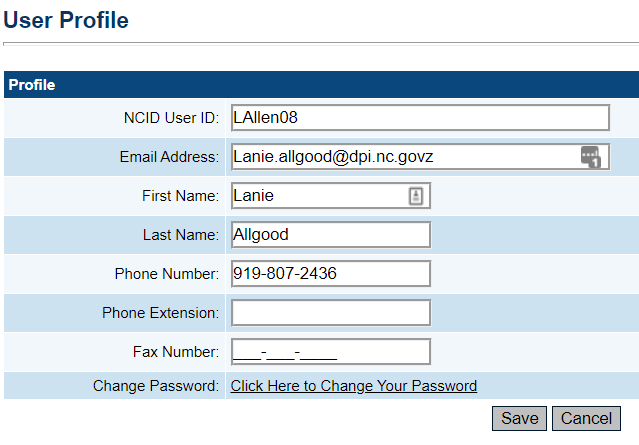 User Profile
Profile
NCID User ID: LAllen08
Email Address: Lanie.allgood@dpi.nc.govz
First Name: Lanie
Last Name: Allgood
Phone Number: 919-807-2436
Phone Extension:
Fax Number: ___-___-____
Change Password: Click Here to Change Your Password
Save Cancel